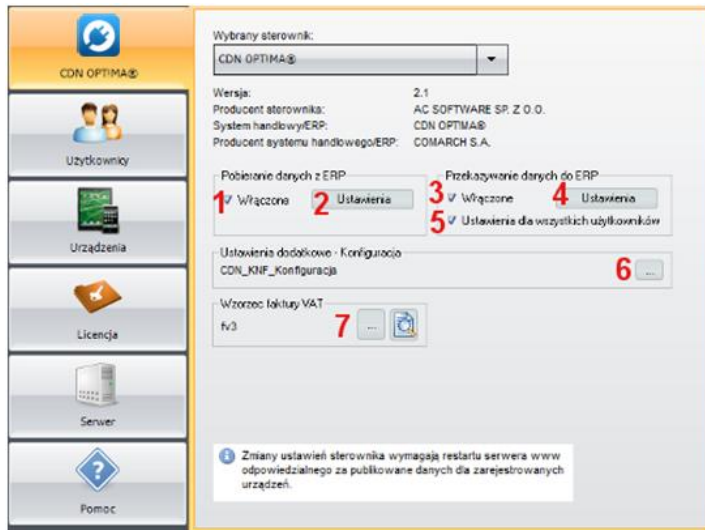 CDN OPTIMA®
Użytkownicy
Urządzenia
Licencja
Serwer
Pomoc
Wybrany sterownik:
CDN OPTIMA®
Wersja: 2.1
Producent sterownika: AC SOFTWARE SP. Z O.O.
System handlowy/ERP: CDN OPTIMA®
Producent systemu handlowego/ERP: COMARCH S.A.
Pobieranie danych z ERP
1 Włączone 2 Ustawienia
Przekazywanie danych do ERP
3 Włączone 4 Ustawienia
5 Ustawienia dla wszystkich użytkowników
Ustawienia dodatkowe - Konfiguracja
CDN_KNF_Konfiguracja 6 ...
Wzorzec faktury VAT
fv3 7 ...
Zmiany ustawień sterownika wymagają restartu serwera www
odpowiedzialnego za publikowane danych dla zarejestrowanych
urządzeń.